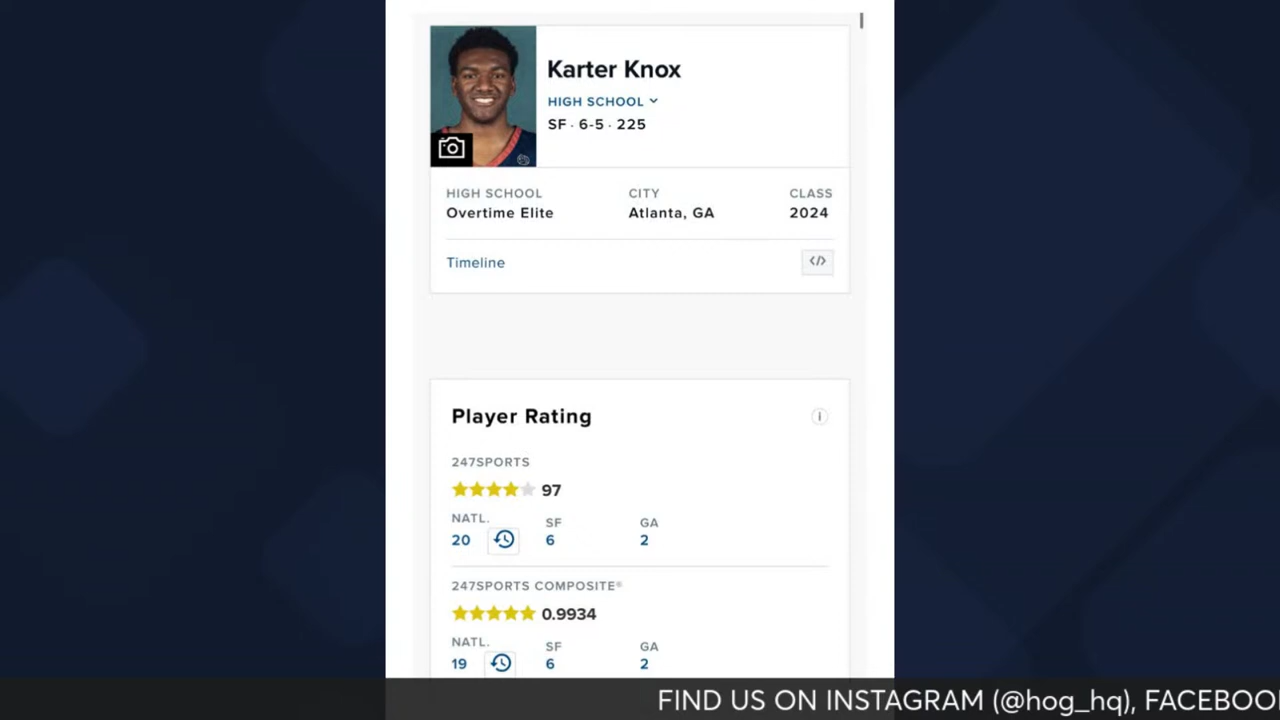 Karter Knox
HIGH SCHOOL
SF · 6-5 · 225
HIGH SCHOOL CITY CLASS
Overtime Elite Atlanta, GA 2024
Timeline </>
Player Rating i
247SPORTS
97
NATL. SF GA
20 6 2
247SPORTS COMPOSITE®
0.9934
NATL. SF GA
19 6 2
FIND US ON INSTAGRAM (@hog_hq), FACEBOO